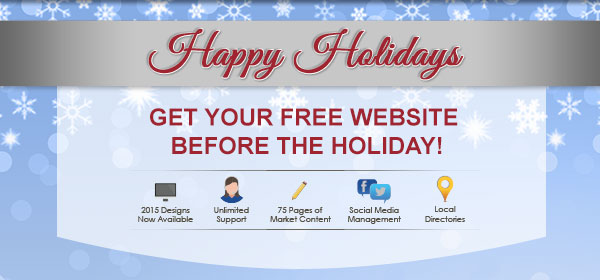 Happy Holidays
GET YOUR FREE WEBSITE
BEFORE THE HOLIDAY!
2015 Designs
Now Available
Unlimited
Support
75 Pages of
Market Content
Social Media
Management
Local
Directories